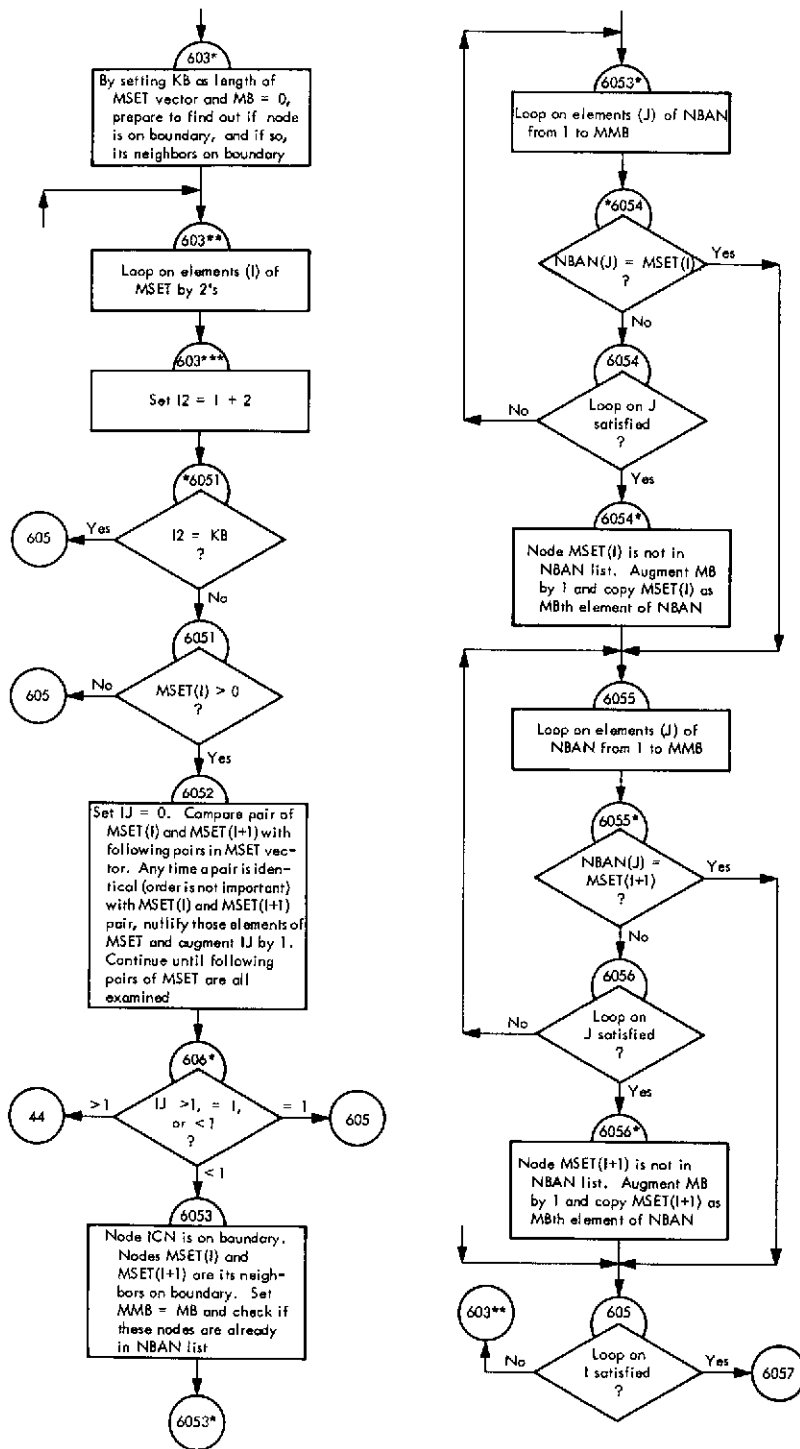 603*
By setting KB as length of
MSET vector and MB = 0,
prepare to find out if node
is on boundary, and if so,
its neighbors on boundary
603**
Loop on elements (I) of
MSET by 2's
603***
Set I2 = I + 2
*6051
I2 = KB
?
Yes
605
No
6051
MSET(I) > 0
?
No
605
Yes
6052
Set IJ = 0. Compare pair of
MSET(I) and MSET(I+1) with
following pairs in MSET vec-
tor. Any time a pair is iden-
tical (order is not important)
with MSET(I) and MSET(I+1)
pair, nullify those elements of
MSET and augment IJ by 1.
Continue until following
pairs of MSET are all
examined
606*
IJ >1, = 1,
or <1
?
>1
44
= 1
605
<1
6053
Node ICN is on boundary.
Nodes MSET(I) and
MSET(I+1) are its neigh-
bors on boundary. Set
MMB = MB and check if
these nodes are already
in NBAN list
6053*
6053*
Loop on elements (J) of NBAN
from 1 to MMB
*6054
NBAN(J) = MSET(I)
?
Yes
No
6054
Loop on J
satisfied
?
No
Yes
6054*
Node MSET(I) is not in
NBAN list. Augment MB
by 1 and copy MSET(I) as
MBth element of NBAN
6055
Loop on elements (J) of
NBAN from 1 to MMB
6055*
NBAN(J) =
MSET(I+1)
?
Yes
No
6056
Loop on
J satisfied
?
No
Yes
6056*
Node MSET(I+1) is not in
NBAN list. Augment MB
by 1 and copy MSET(I+1) as
MBth element of NBAN
605
Loop on
I satisfied
?
No
603**
Yes
6057